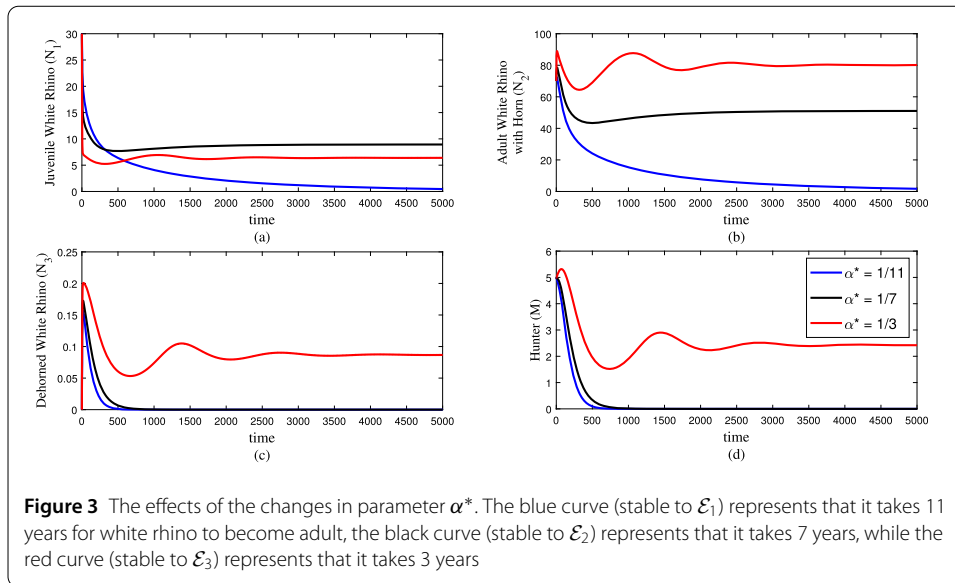 Juvenile White Rhino (N₁)
30
25
20
15
10
5
0
0 500 1000 1500 2000 2500 3000 3500 4000 4500 5000
time
(a)
Adult White Rhino
with Horn (N₂)
100
80
60
40
20
0
0 500 1000 1500 2000 2500 3000 3500 4000 4500 5000
time
(b)
Dehorned White Rhino (N₃)
0.25
0.2
0.15
0.1
0.05
0
0 500 1000 1500 2000 2500 3000 3500 4000 4500 5000
time
(c)
Hunter (M)
6
5
4
3
2
1
0
0 500 1000 1500 2000 2500 3000 3500 4000 4500 5000
time
(d)
α* = 1/11
α* = 1/7
α* = 1/3
Figure 3 The effects of the changes in parameter α*. The blue curve (stable to ℰ₁) represents that it takes 11
years for white rhino to become adult, the black curve (stable to ℰ₂) represents that it takes 7 years, while the
red curve (stable to ℰ₃) represents that it takes 3 years